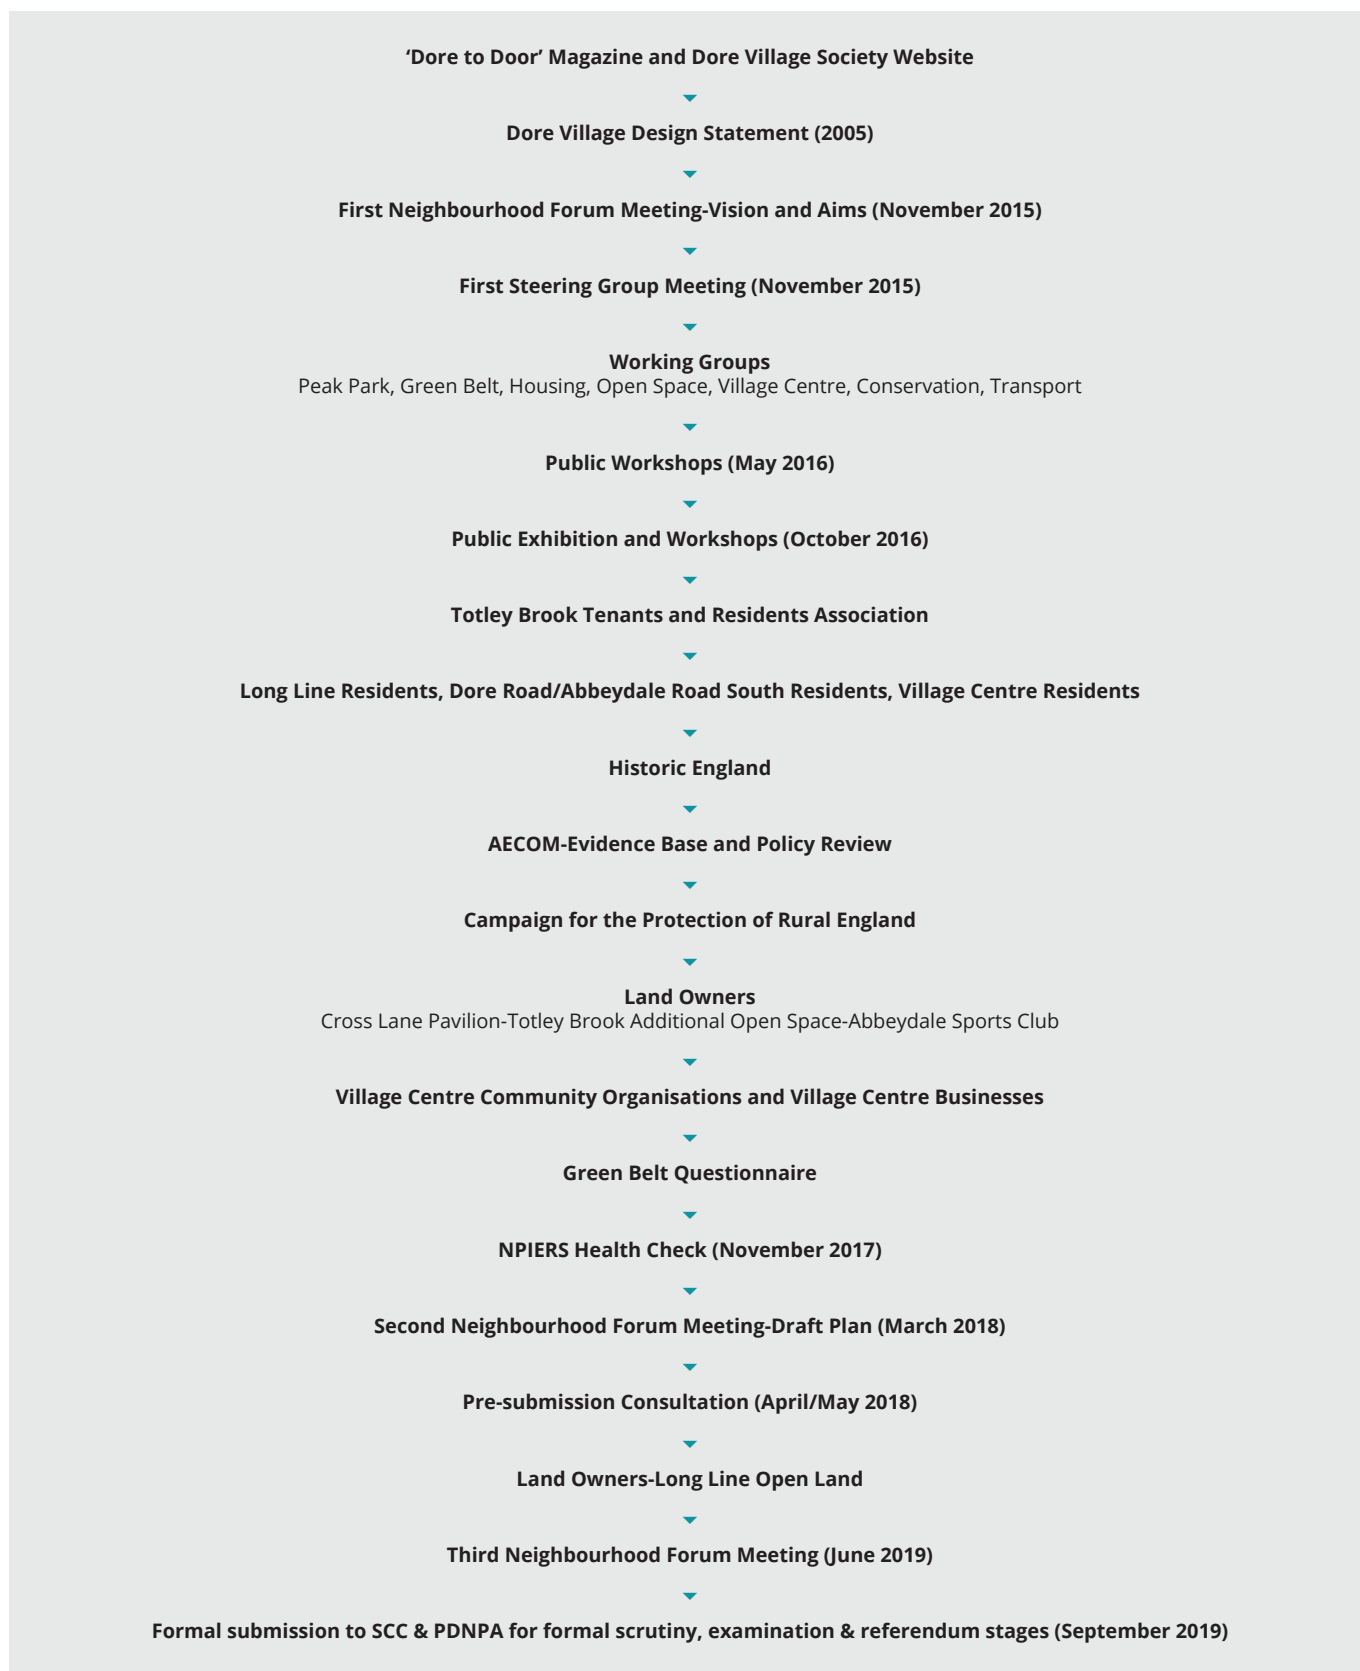 ‘Dore to Door’ Magazine and Dore Village Society Website
Dore Village Design Statement (2005)
First Neighbourhood Forum Meeting-Vision and Aims (November 2015)
First Steering Group Meeting (November 2015)
Working Groups
Peak Park, Green Belt, Housing, Open Space, Village Centre, Conservation, Transport
Public Workshops (May 2016)
Public Exhibition and Workshops (October 2016)
Totley Brook Tenants and Residents Association
Long Line Residents, Dore Road/Abbeydale Road South Residents, Village Centre Residents
Historic England
AECOM-Evidence Base and Policy Review
Campaign for the Protection of Rural England
Land Owners
Cross Lane Pavilion-Totley Brook Additional Open Space-Abbeydale Sports Club
Village Centre Community Organisations and Village Centre Businesses
Green Belt Questionnaire
NPIERS Health Check (November 2017)
Second Neighbourhood Forum Meeting-Draft Plan (March 2018)
Pre-submission Consultation (April/May 2018)
Land Owners-Long Line Open Land
Third Neighbourhood Forum Meeting (June 2019)
Formal submission to SCC & PDNPA for formal scrutiny, examination & referendum stages (September 2019)